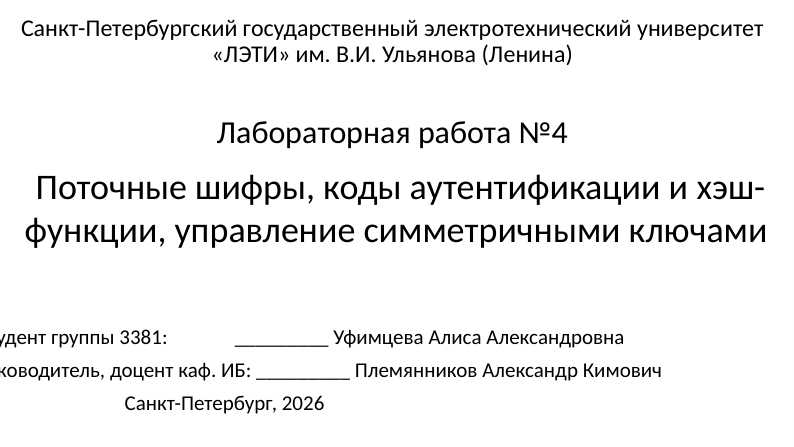 Санкт-Петербургский государственный электротехнический университет
«ЛЭТИ» им. В.И. Ульянова (Ленина)
Лабораторная работа №4
Поточные шифры, коды аутентификации и хэш-
функции, управление симметричными ключами
удент группы 3381: _________ Уфимцева Алиса Александровна
ководитель, доцент каф. ИБ: _________ Племянников Александр Кимович
Санкт-Петербург, 2026